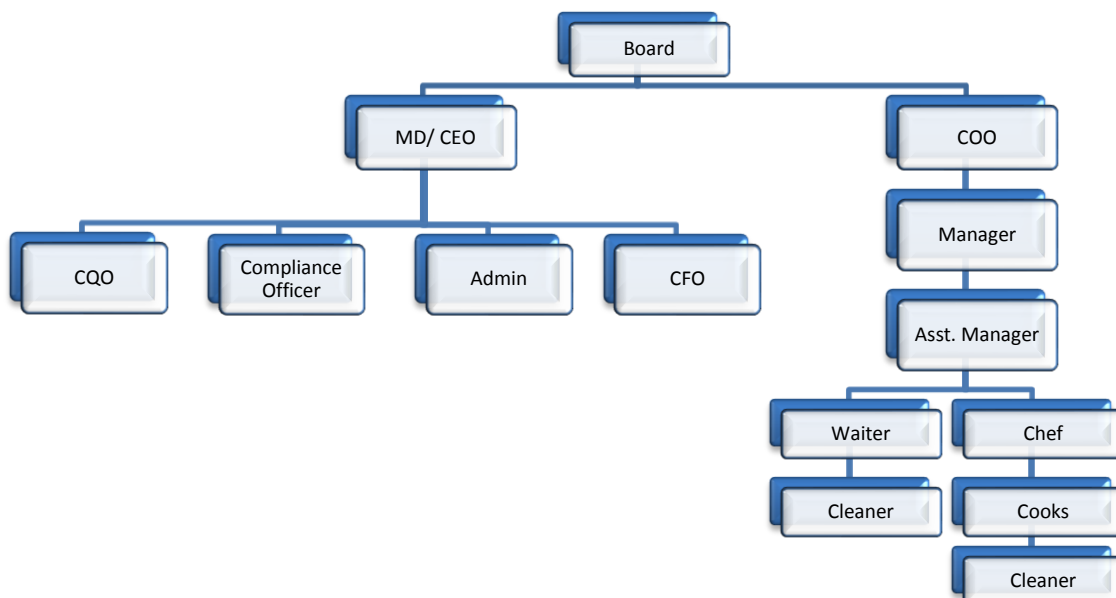 Board
MD/ CEO
COO
Manager
CQO
Compliance
Officer
Admin
CFO
Asst. Manager
Waiter
Chef
Cleaner
Cooks
Cleaner